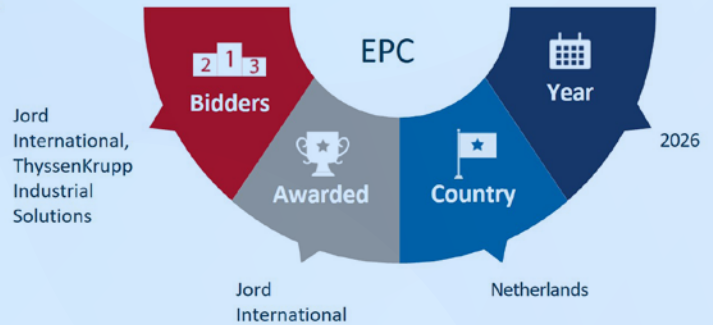 EPC
2 1 3
Bidders
Jord
International,
ThyssenKrupp
Industrial
Solutions
Awarded
Jord
International
Country
Netherlands
Year
2026